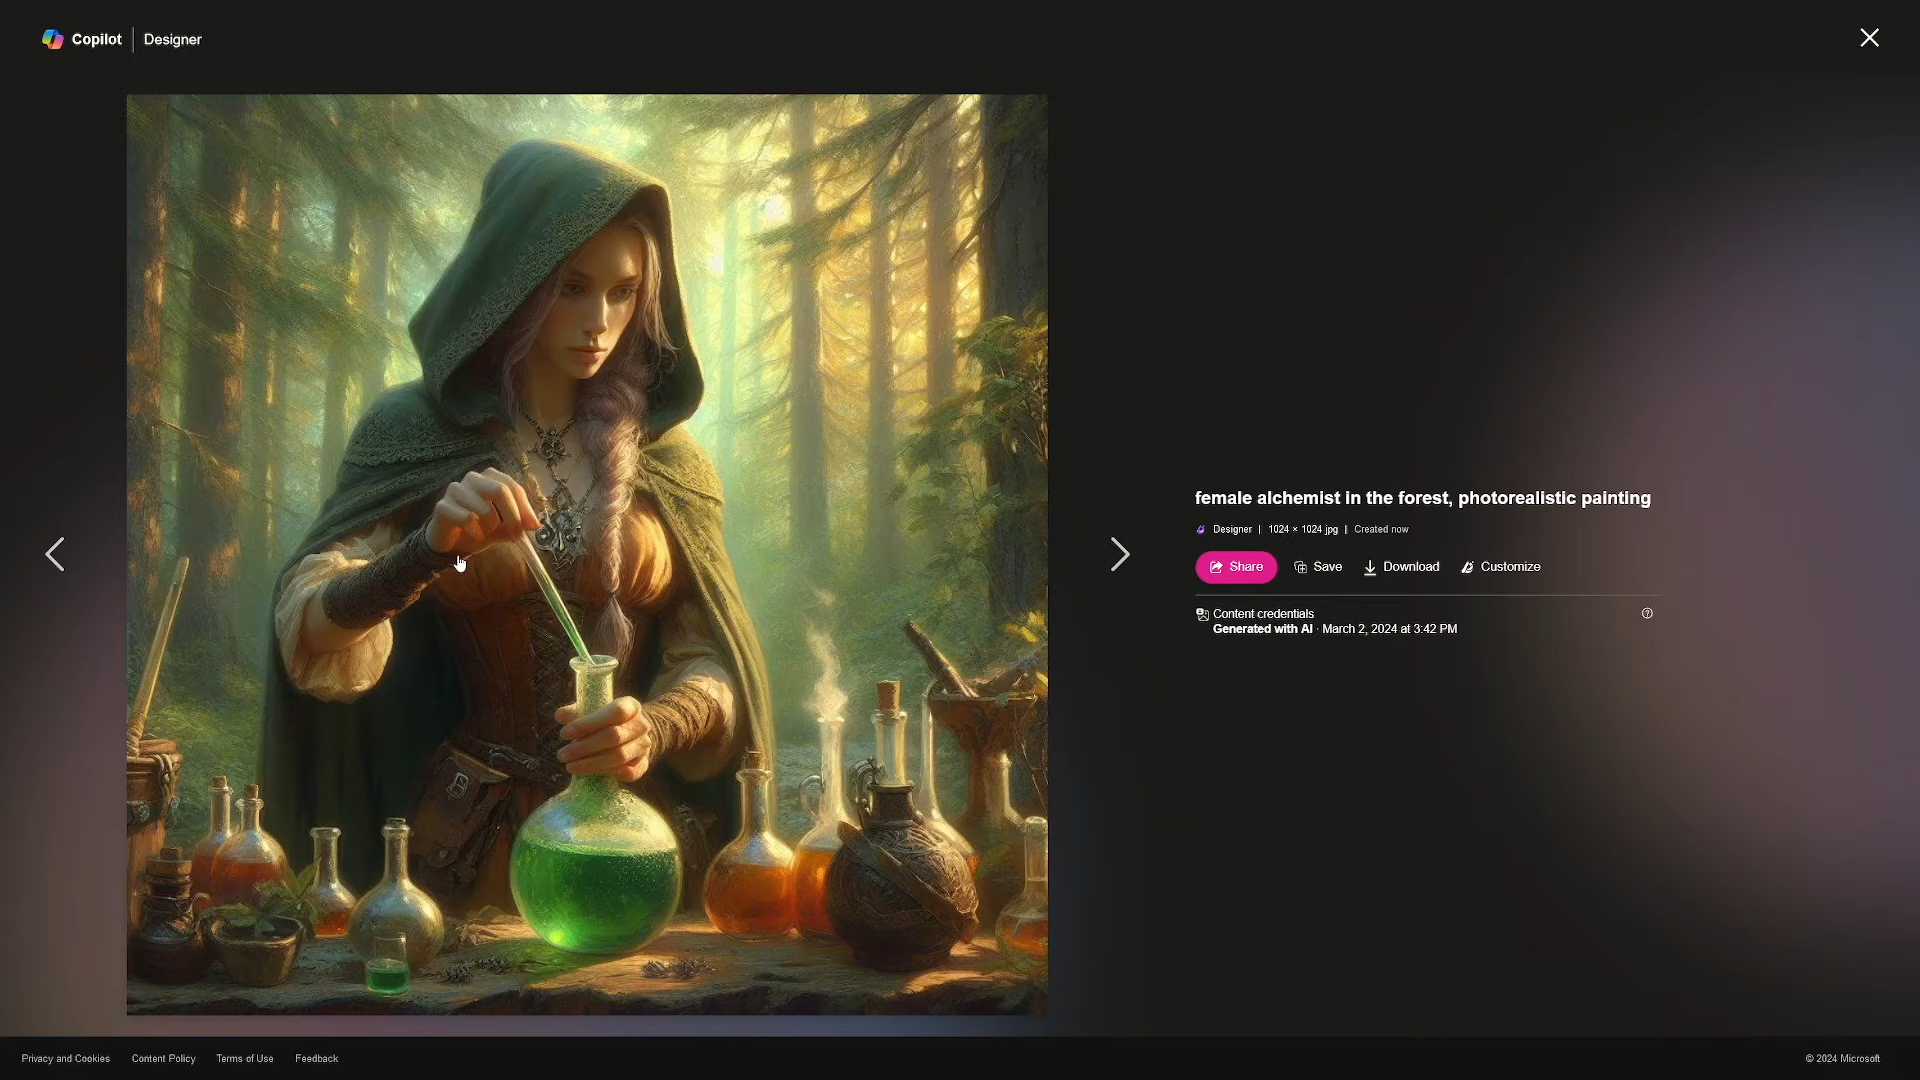 Copilot | Designer
female alchemist in the forest, photorealistic painting
Designer | 1024 × 1024 jpg | Created now
Share Save Download Customize
Content credentials
Generated with AI · March 2, 2024 at 3:42 PM
Privacy and Cookies Content Policy Terms of Use Feedback © 2024 Microsoft